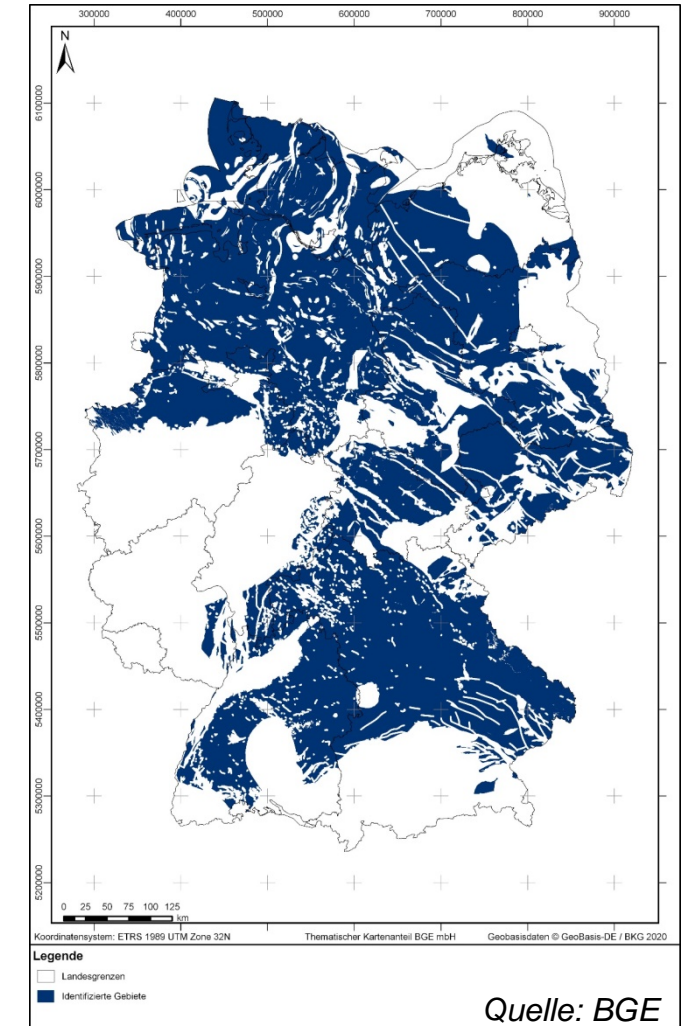 300000 400000 500000 600000 700000 800000 900000
N
6100000
6000000
5900000
5800000
5700000
5600000
5500000
5400000
5300000
5200000
0 25 50 75 100 125
km
Koordinatensystem: ETRS 1989 UTM Zone 32N Thematischer Kartenanteil BGE mbH Geobasisdaten © GeoBasis-DE / BKG 2020
Legende
Landesgrenzen
Identifizierte Gebiete
Quelle: BGE